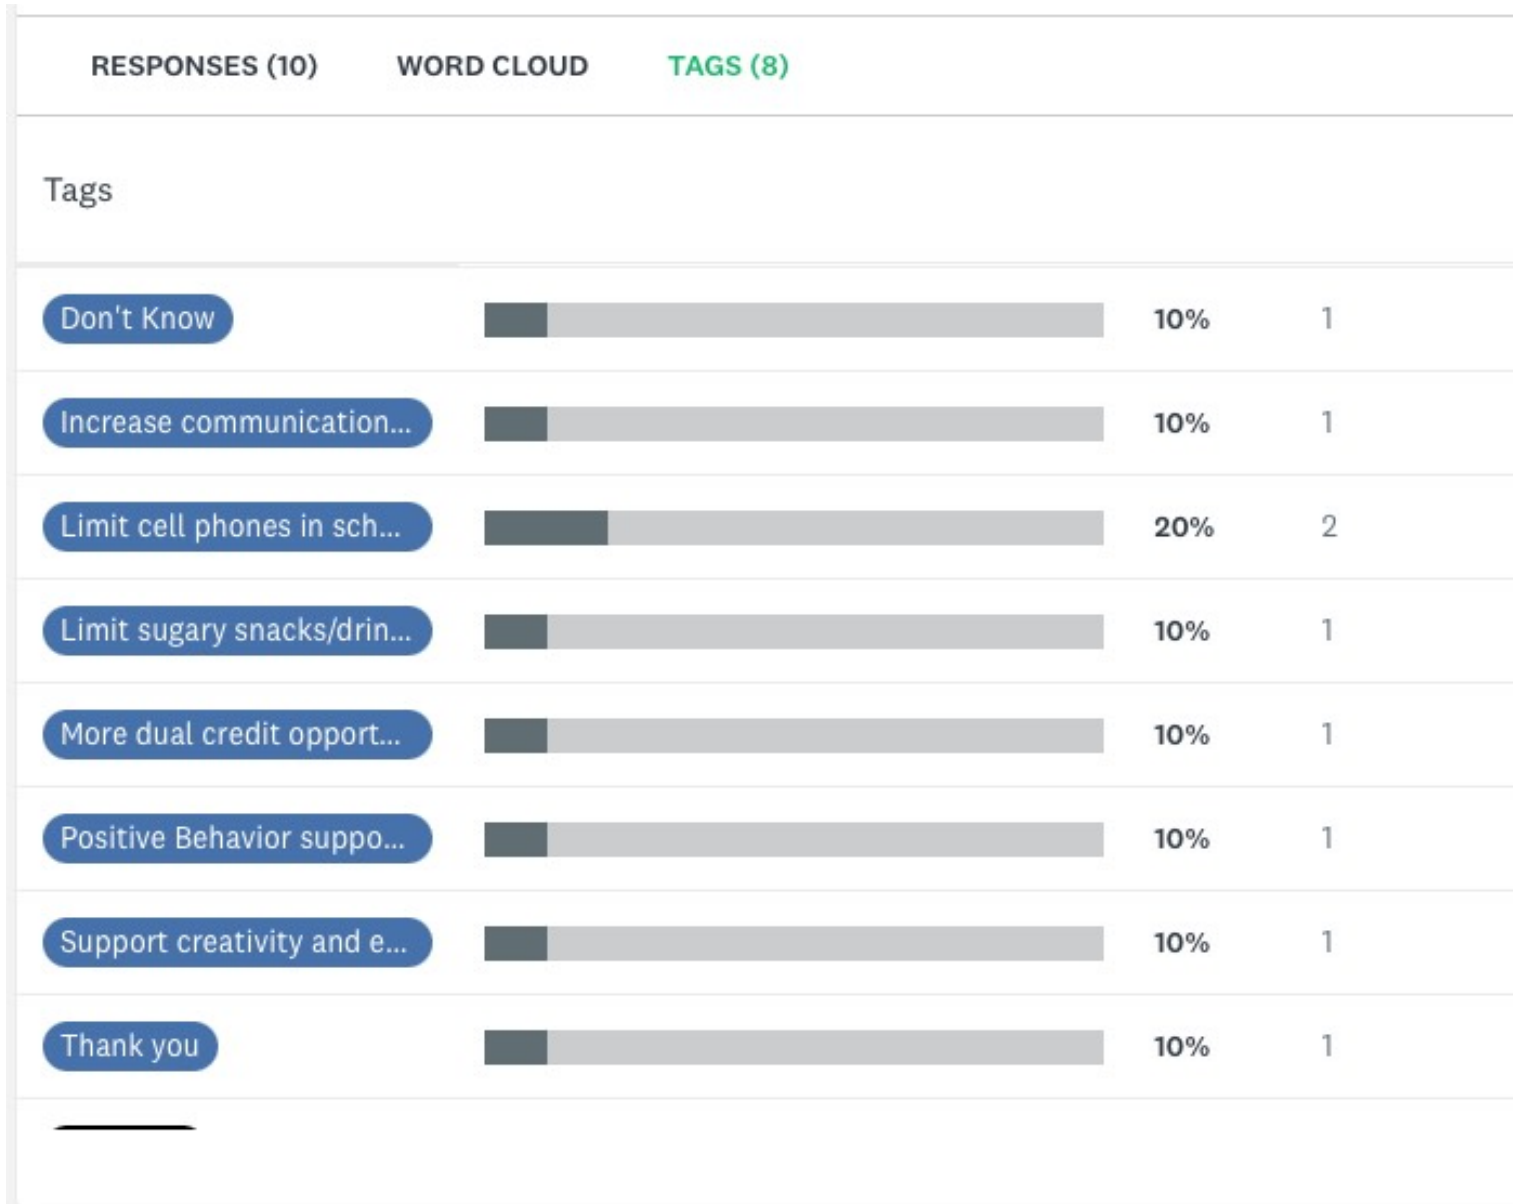 RESPONSES (10) WORD CLOUD TAGS (8)
Tags
Don't Know 10% 1
Increase communication... 10% 1
Limit cell phones in sch... 20% 2
Limit sugary snacks/drin... 10% 1
More dual credit opport... 10% 1
Positive Behavior suppo... 10% 1
Support creativity and e... 10% 1
Thank you 10% 1